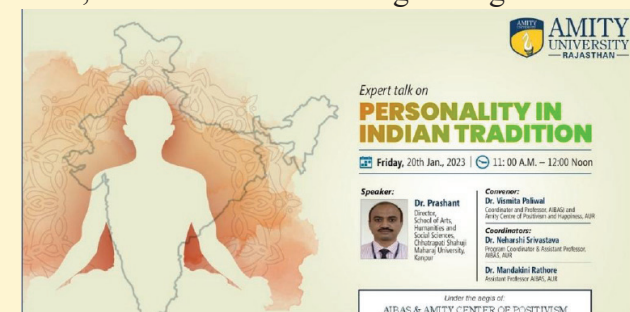 AMITY
UNIVERSITY
RAJASTHAN
Expert talk on
PERSONALITY IN
INDIAN TRADITION
Friday, 20th Jan., 2023 | 11: 00 A.M. – 12:00 Noon
Speaker:
Dr. Prashant
Director,
School of Arts,
Humanities and
Social Sciences,
Chhatrapati Shahuji
Maharaj University,
Kanpur
Convener:
Dr. Vismita Paliwal
Coordinator and Professor, AIBAS) and
Amity Centre of Positivism and Happiness, AUR
Coordinators:
Dr. Neharshi Srivastava
Program Coordinator & Assistant Professor,
AIBAS, AUR
Dr. Mandakini Rathore
Assistant Professor AIBAS, AUR
Under the aegis of
AIBAS & AMITY CENTER OF POSITIVISM